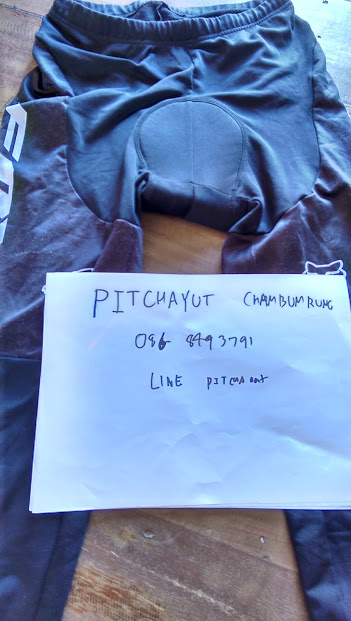 PITCHAYUT CHAMBUMRUNG
086 8493791
LINE